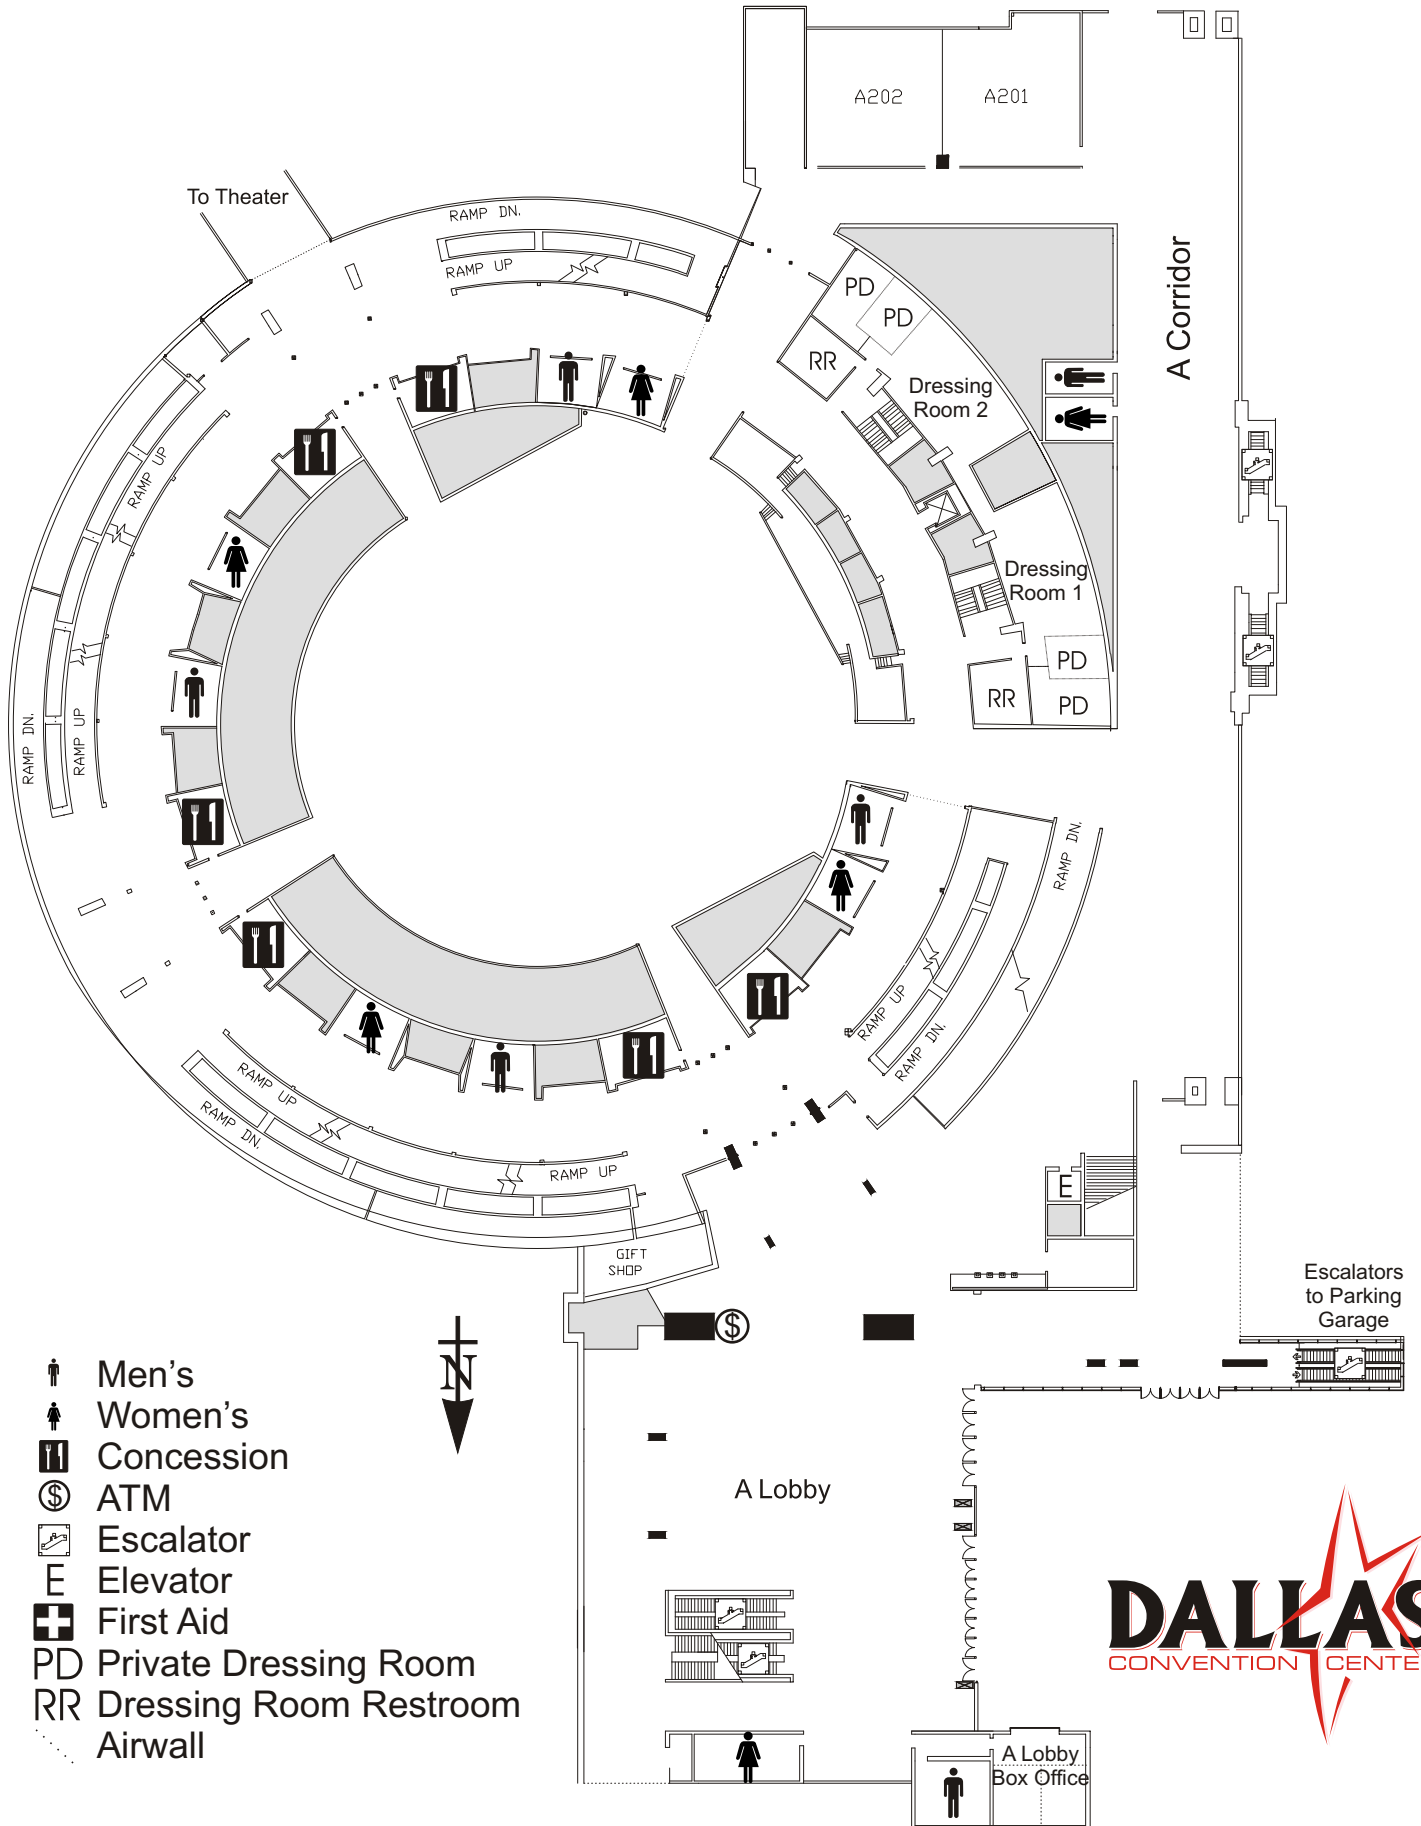 A202
A201
To Theater
RAMP DN.
RAMP UP
A Corridor
PD
PD
RR
Dressing
Room 2
RAMP UP
Dressing
Room 1
PD
RR
PD
RAMP DN.
RAMP UP
RAMP DN.
RAMP UP
RAMP DN.
RAMP UP
RAMP DN.
RAMP UP
E
GIFT
SHOP
$
Escalators
to Parking
Garage
N
Men's
Women's
Concession
$ ATM
Escalator
E Elevator
First Aid
PD Private Dressing Room
RR Dressing Room Restroom
Airwall
A Lobby
DALLAS
CONVENTION CENTE
A Lobby
Box Office